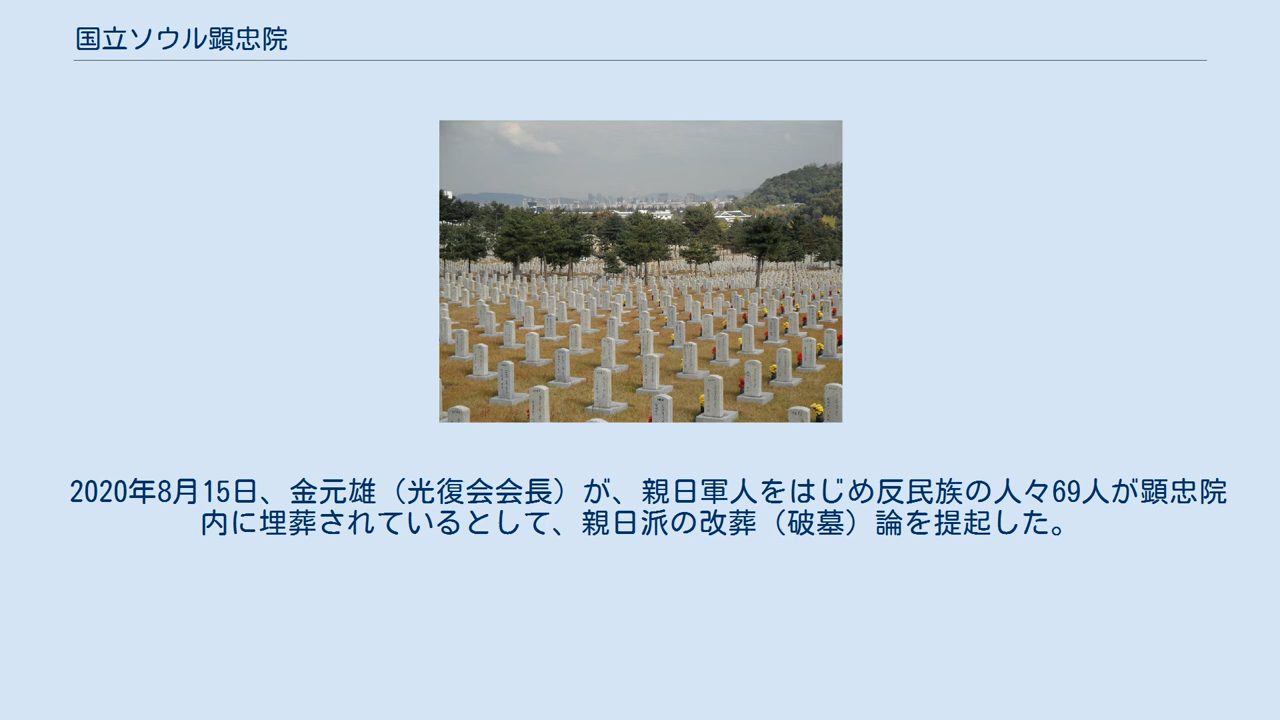 国立ソウル顕忠院
2020年8月15日、金元雄（光復会会長）が、親日軍人をはじめ反民族の人々69人が顕忠院
内に埋葬されているとして、親日派の改葬（破墓）論を提起した。